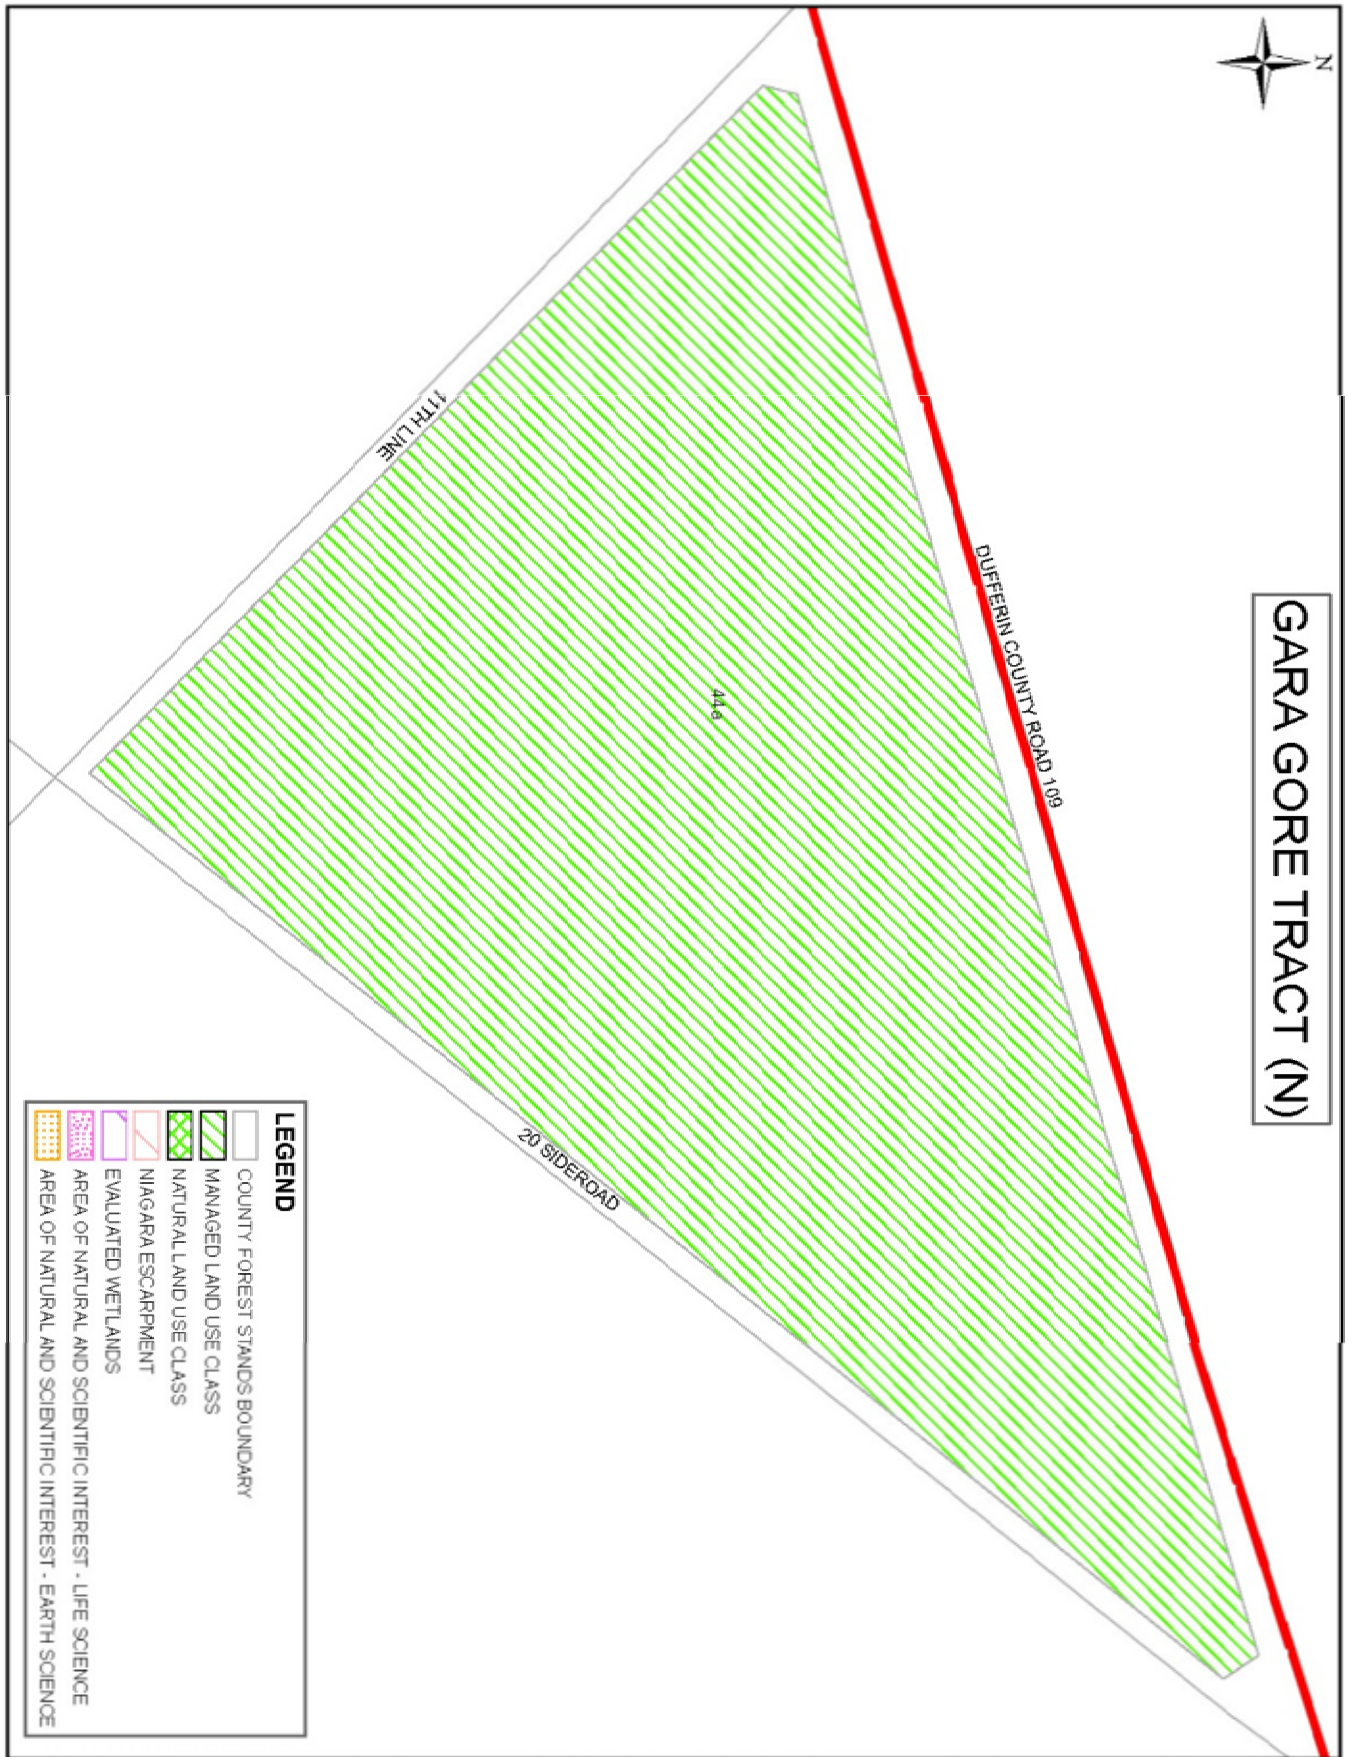 N
GARA GORE TRACT (N)
DUFFERIN COUNTY ROAD 109
44a
11TH LINE
20 SIDEROAD
LEGEND
COUNTY FOREST STANDS BOUNDARY
MANAGED LAND USE CLASS
NATURAL LAND USE CLASS
NIAGARA ESCARPMENT
EVALUATED WETLANDS
AREA OF NATURAL AND SCIENTIFIC INTEREST - LIFE SCIENCE
AREA OF NATURAL AND SCIENTIFIC INTEREST - EARTH SCIENCE